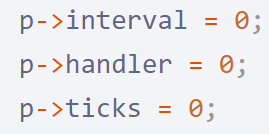 p->interval = 0;
p->handler = 0;
p->ticks = 0;